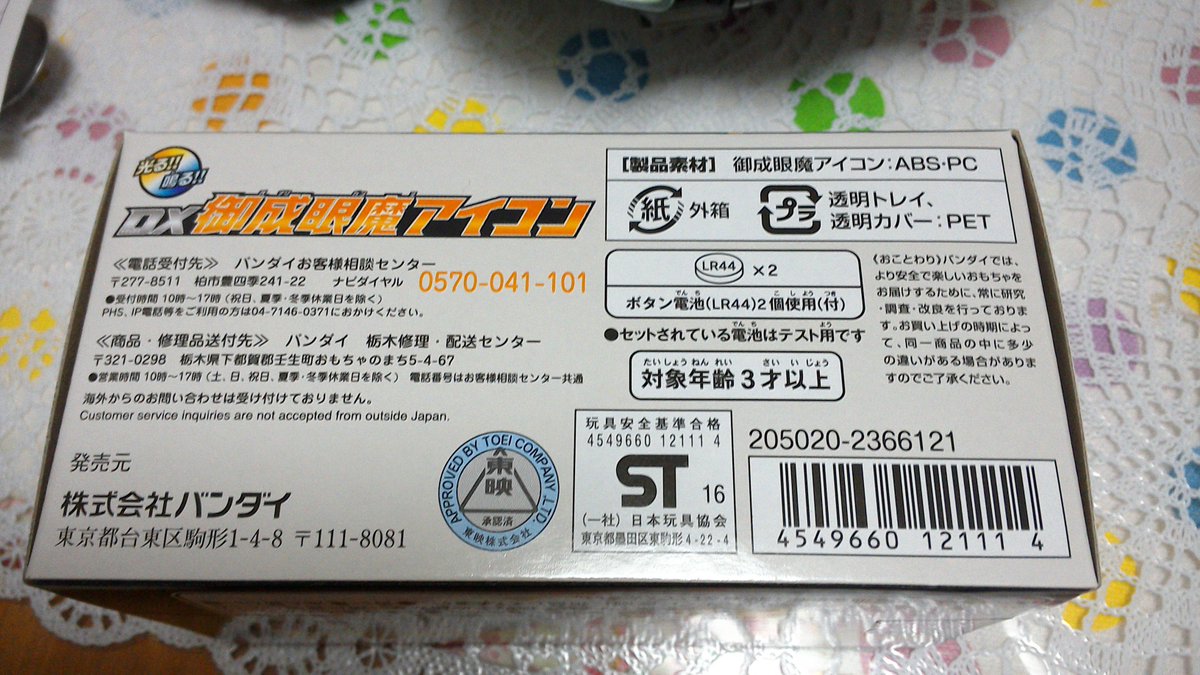 光る!!
鳴る!!
DX御成眼魔アイコン
≪電話受付先≫ バンダイお客様相談センター
〒277-8511 柏市豊四季241-22 ナビダイヤル 0570-041-101
●受付時間 10時〜17時(祝日、夏季・冬季休業日を除く)
PHS、IP電話等をご利用の方は04-7146-0371におかけください。
≪商品・修理品送付先≫ バンダイ 栃木修理・配送センター
〒321-0298 栃木県下都賀郡壬生町おもちゃのまち5-4-67
●営業時間 10時〜17時(土、日、祝日、夏季・冬季休業日を除く) 電話番号はお客様相談センター共通
海外からのお問い合わせは受け付けておりません。
Customer service inquiries are not accepted from outside Japan.
発売元
株式会社バンダイ
東京都台東区駒形1-4-8 〒111-8081
APPROVED BY TOEI COMPANY, LTD.
東映
承認済
東映株式会社
【製品素材】 御成眼魔アイコン:ABS・PC
紙 外箱
プラ 透明トレイ、
透明カバー:PET
LR44 ×2
ボタン電池(LR44)2個使用(付)
●セットされている電池はテスト用です
対象年齢3才以上
《おことわり》バンダイでは、
より安全で楽しいおもちゃを
お届けするために、常に研究
・調査・改良を行っておりま
す。お買い上げの時期によっ
て、同一商品の中に多少
の違いがある場合がありま
すのでご了承ください。
玩具安全基準合格
4549660 12111 4
ST 16
(一社)日本玩具協会
東京都墨田区東駒形4-22-4
205020-2366121
4549660 12111 4